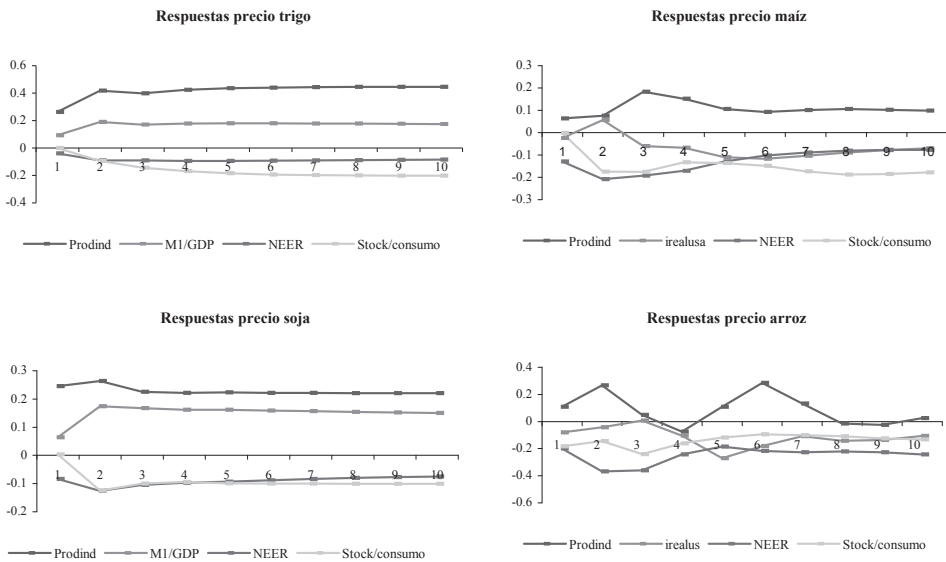 Respuestas precio trigo
0.6
0.4
0.2
0
-0.2
-0.4
1 2 3 4 5 6 7 8 9 10
Prodind M1/GDP NEER Stock/consumo
Respuestas precio maíz
0.3
0.2
0.1
0
-0.1
-0.2
-0.3
1 2 3 4 5 6 7 8 9 10
Prodind irealusa NEER Stock/consumo
Respuestas precio soja
0.3
0.2
0.1
0
-0.1
-0.2
1 2 3 4 5 6 7 8 9 10
Prodind M1/GDP NEER Stock/consumo
Respuestas precio arroz
0.4
0.2
0
-0.2
-0.4
-0.6
1 2 3 4 5 6 7 8 9 10
Prodind irealus NEER Stock/consumo